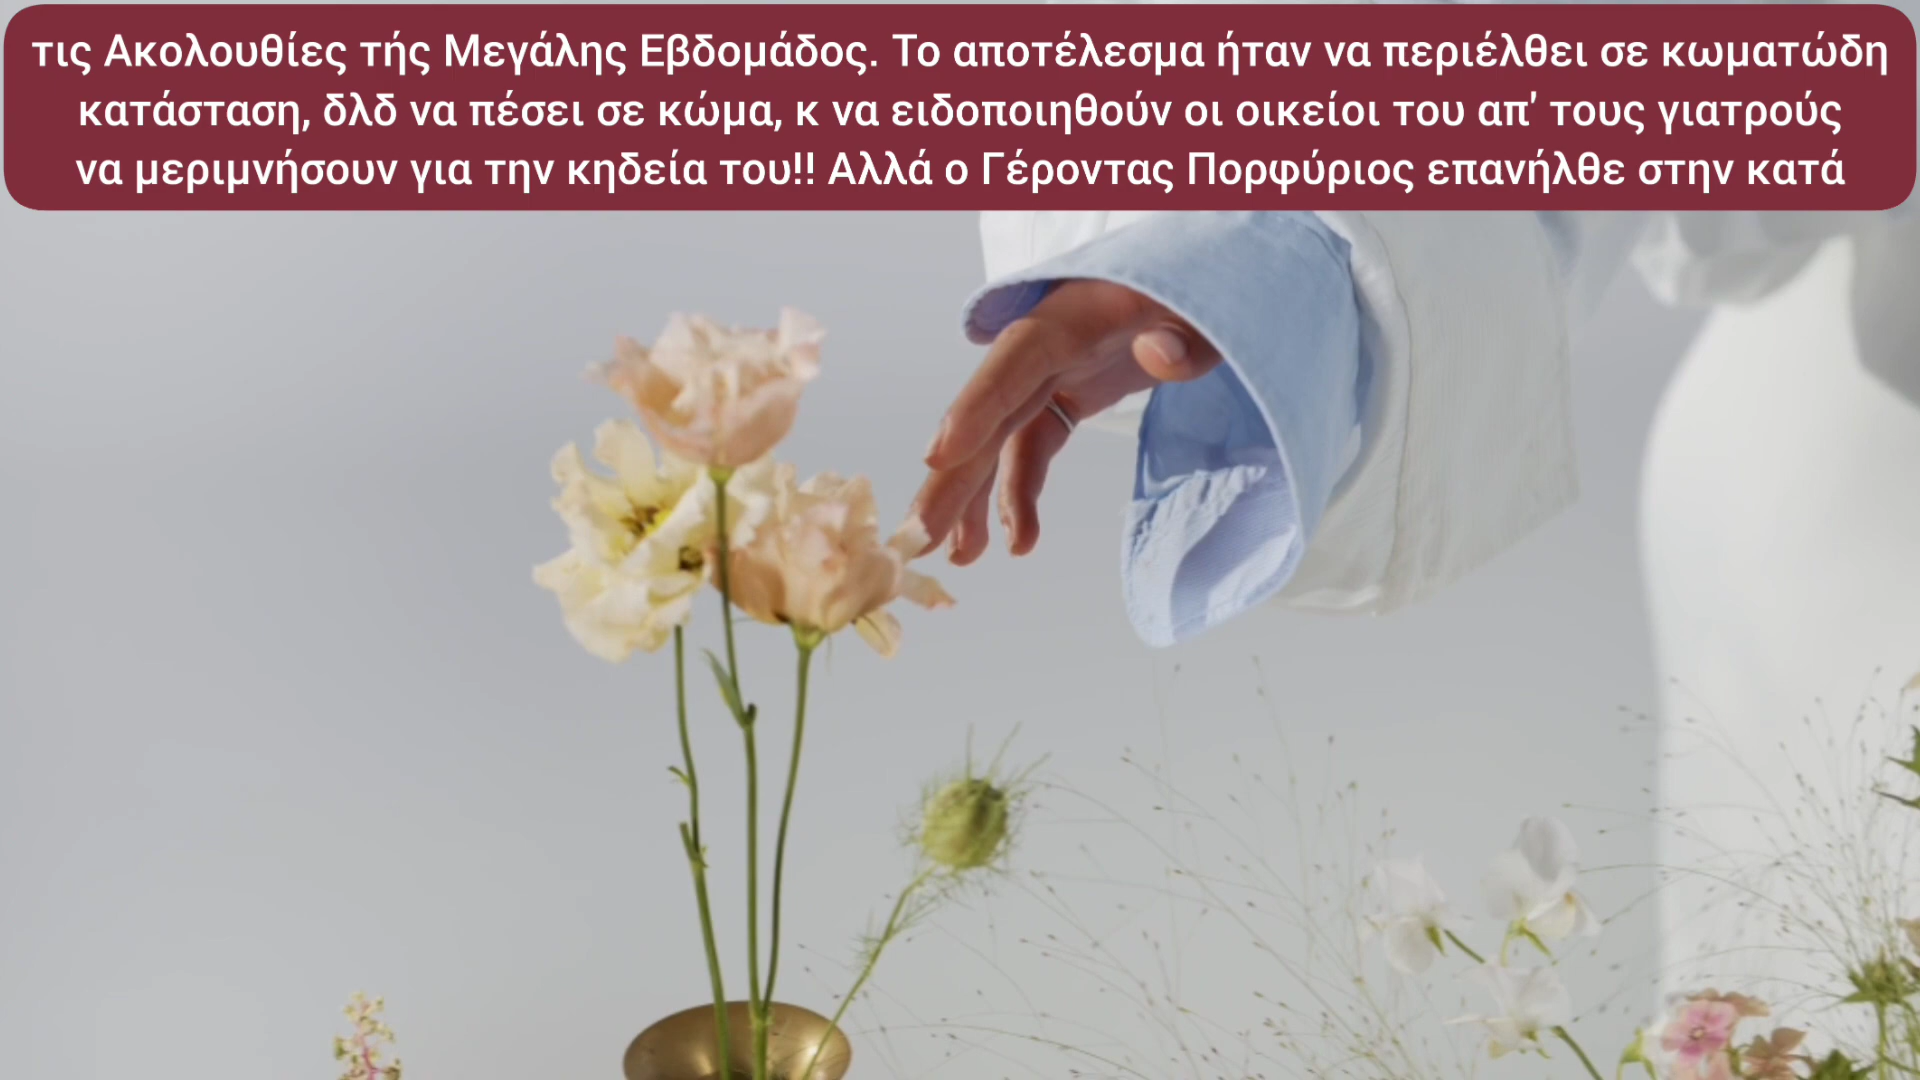 τις Ακολουθίες τής Μεγάλης Εβδομάδος. Το αποτέλεσμα ήταν να περιέλθει σε κωματώδη
κατάσταση, δλδ να πέσει σε κώμα, κ να ειδοποιηθούν οι οικείοι του απ' τους γιατρούς
να μεριμνήσουν για την κηδεία του!! Αλλά ο Γέροντας Πορφύριος επανήλθε στην κατά